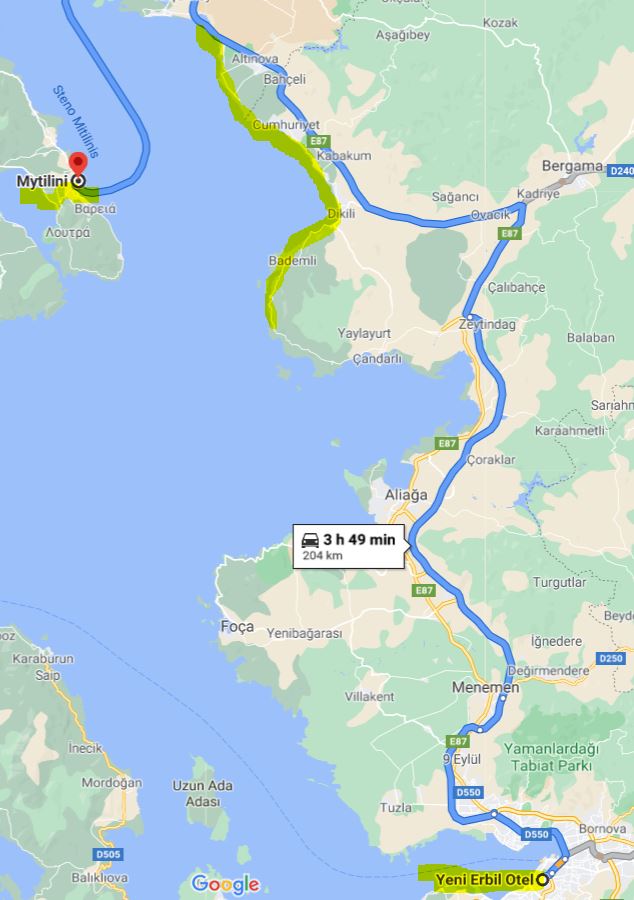 Kozak
Aşağıbey
Altınova
Bahçeli
Steno Mitilinis
Cumhuriyet
E87
Kabakum
Bergama
D240
Mytilini
Βαρειά
Λουτρά
Sağancı
Kadriye
Dikili
Ovacık
E87
Bademli
Çalıbahçe
Zeytindag
Yaylayurt
Balaban
Çandarlı
Karaahmetli
E87
Çoraklar
Aliağa
3 h 49 min
204 km
Turgutlar
E87
Foça
Yenibağarası
İğnedere
Karaburun
Saip
D250
Değirmendere
Menemen
Villakent
E87
İnecik
9 Eylül
Yamanlardağı
Tabiat Parkı
Mordoğan
Uzun Ada
Adası
D550
Tuzla
D550
Bornova
D505
Balıklıova
Google
Yeni Erbil Otel